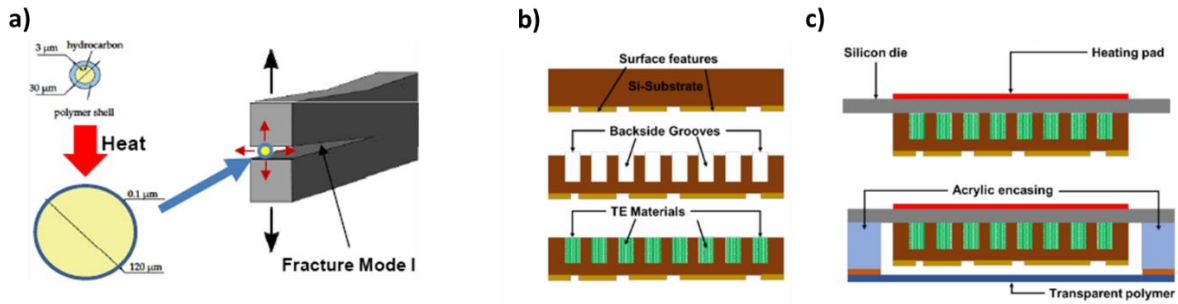 a)
3 μm
hydrocarbon
30 μm
polymer shell
Heat
0.1 μm
120 μm
Fracture Mode I
b)
Surface features
Si-Substrate
Backside Grooves
TE Materials
c)
Silicon die
Heating pad
Acrylic encasing
Transparent polymer